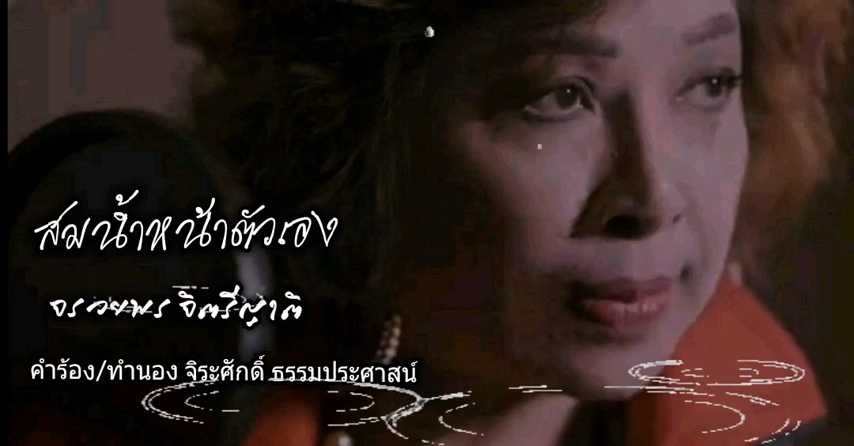 สมน้ำหน้าตัวเอง
จรวยพร จิตรีญาติ
คำร้อง/ทำนอง จิระศักดิ์ ธรรมประศาสน์